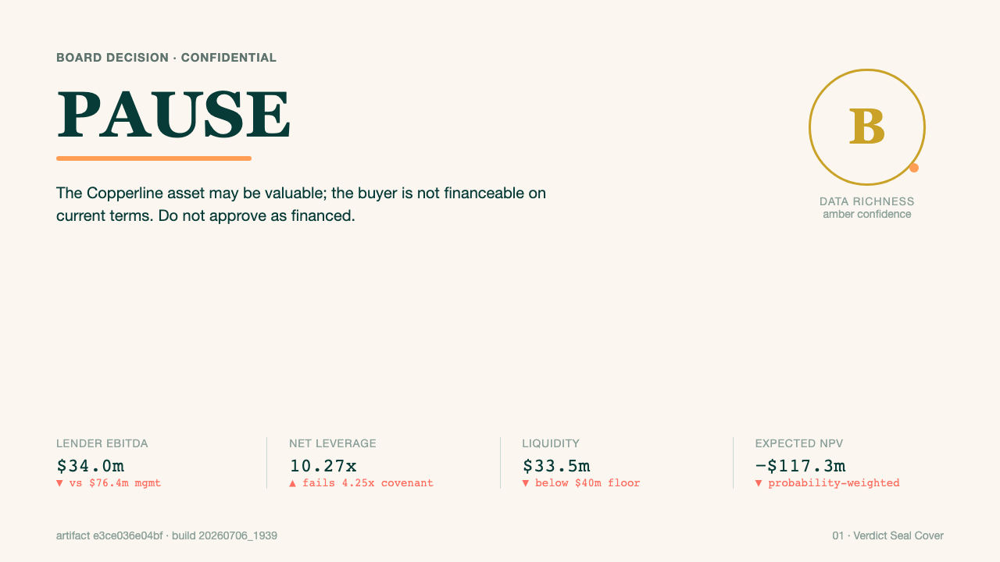 BOARD DECISION · CONFIDENTIAL
PAUSE
The Copperline asset may be valuable; the buyer is not financeable on
current terms. Do not approve as financed.
B
DATA RICHNESS
amber confidence
LENDER EBITDA
$34.0m
▼ vs $76.4m mgmt
NET LEVERAGE
10.27x
▲ fails 4.25x covenant
LIQUIDITY
$33.5m
▼ below $40m floor
EXPECTED NPV
−$117.3m
▼ probability-weighted
artifact e3ce036e04bf · build 20260706_1939
01 · Verdict Seal Cover